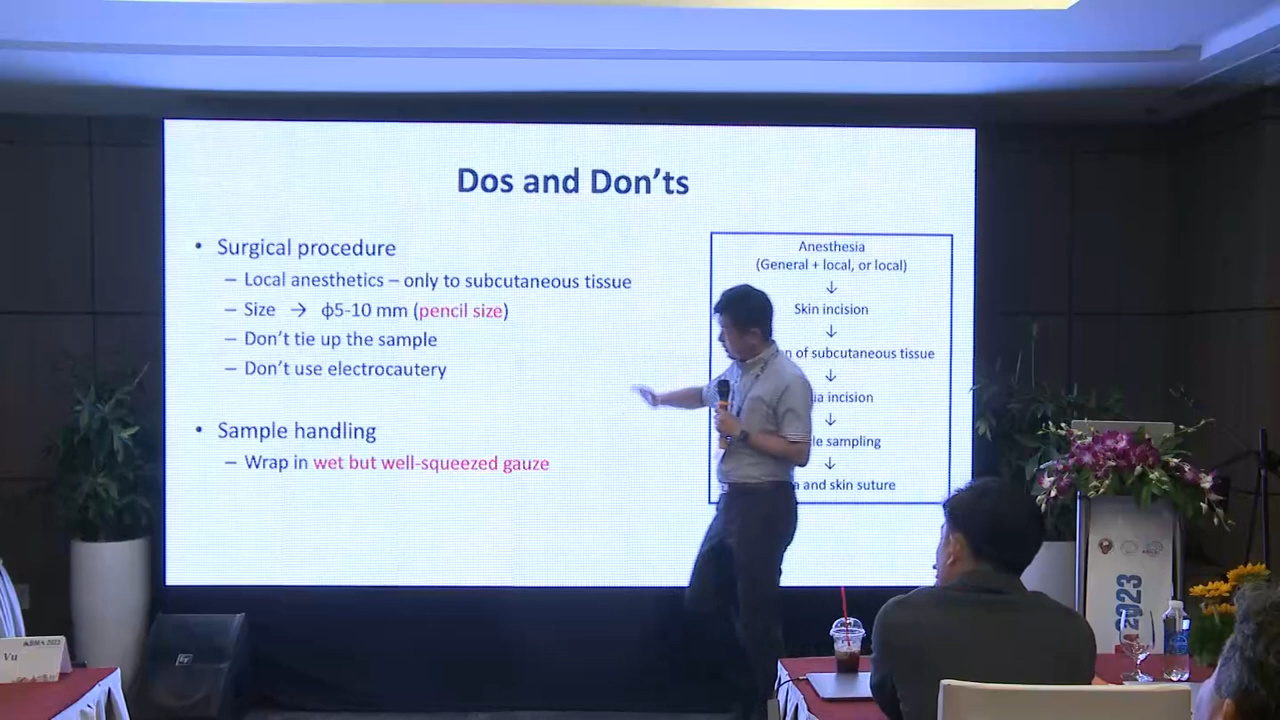 Dos and Don'ts
• Surgical procedure
– Local anesthetics – only to subcutaneous tissue
– Size → ϕ5-10 mm (pencil size)
– Don't tie up the sample
– Don't use electrocautery
• Sample handling
– Wrap in wet but well-squeezed gauze
Anesthesia
(General + local, or local)
↓
Skin incision
↓
of subcutaneous tissue
↓
incision
↓
sampling
↓
and skin suture
2023
Vu